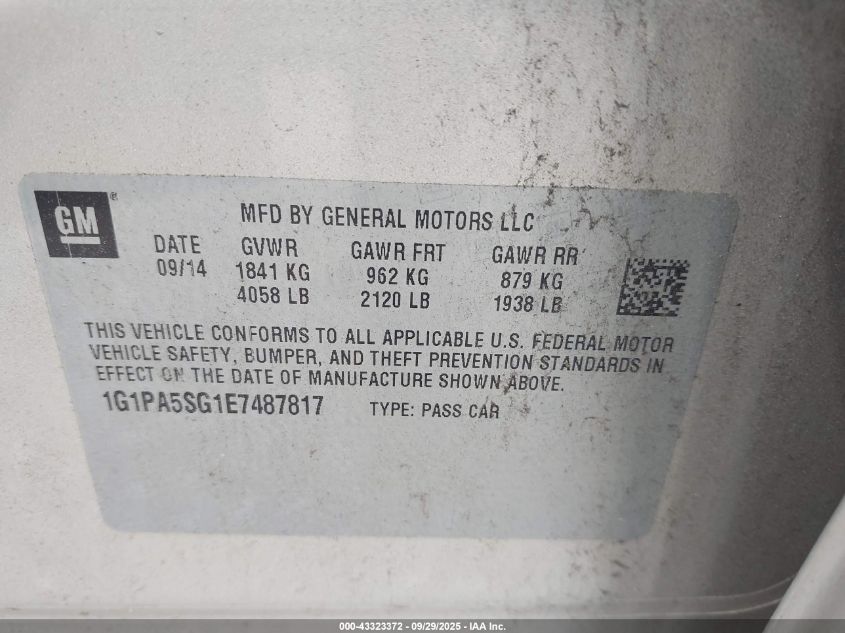 GM®
MFD BY GENERAL MOTORS LLC
DATE GVWR GAWR FRT GAWR RR
09/14 1841 KG 962 KG 879 KG
4058 LB 2120 LB 1938 LB
THIS VEHICLE CONFORMS TO ALL APPLICABLE U.S. FEDERAL MOTOR
VEHICLE SAFETY, BUMPER, AND THEFT PREVENTION STANDARDS IN
EFFECT ON THE DATE OF MANUFACTURE SHOWN ABOVE.
1G1PA5SG1E7487817 TYPE: PASS CAR
000-43323372 - 09/29/2025 - IAA Inc.